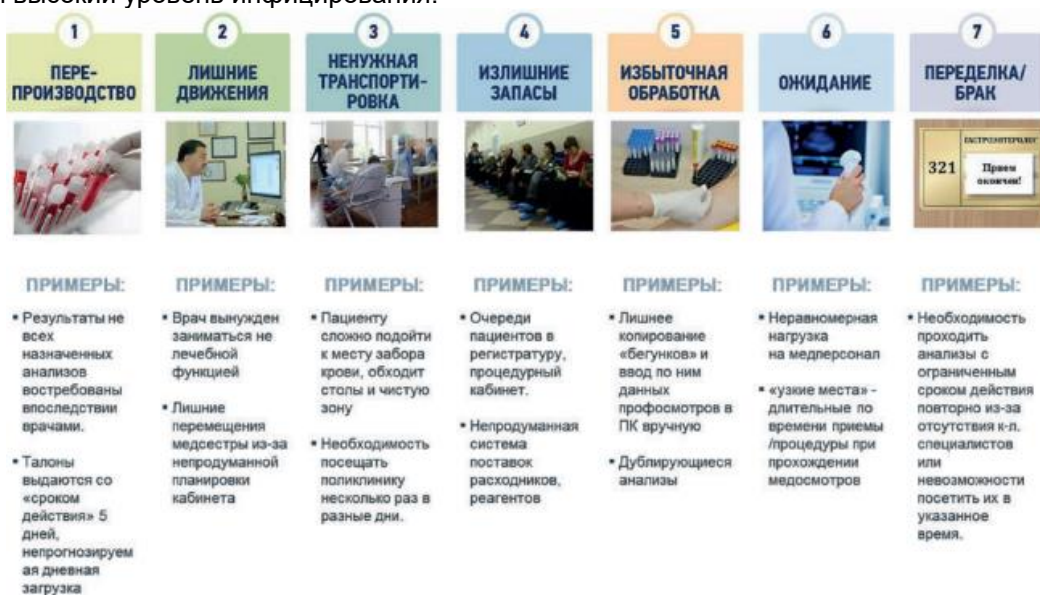 высокий уровень инфицирования.
1
ПЕРЕ-
ПРОИЗВОДСТВО
2
ЛИШНИЕ
ДВИЖЕНИЯ
3
НЕНУЖНАЯ
ТРАНСПОРТИ-
РОВКА
4
ИЗЛИШНИЕ
ЗАПАСЫ
5
ИЗБЫТОЧНАЯ
ОБРАБОТКА
6
ОЖИДАНИЕ
7
ПЕРЕДЕЛКА/
БРАК
ГАСТРОЭНТЕРОЛОГ
321
Прием
окончен!
ПРИМЕРЫ:
▪ Результаты не
всех
назначенных
анализов
востребованы
впоследствии
врачами.
▪ Талоны
выдаются со
«сроком
действия» 5
дней,
непрогнозируем
ая дневная
загрузка
ПРИМЕРЫ:
▪ Врач вынужден
заниматься не
лечебной
функцией
▪ Лишние
перемещения
медсестры из-за
непродуманной
планировки
кабинета
ПРИМЕРЫ:
▪ Пациенту
сложно подойти
к месту забора
крови, обходит
столы и чистую
зону
▪ Необходимость
посещать
поликлинику
несколько раз в
разные дни.
ПРИМЕРЫ:
▪ Очереди
пациентов в
регистратуру,
процедурный
кабинет.
▪ Непродуманная
система
поставок
расходников,
реагентов
ПРИМЕРЫ:
▪ Лишнее
копирование
«бегунков» и
ввод по ним
данных
профосмотров в
ПК вручную
▪ Дублирующиеся
анализы
ПРИМЕРЫ:
▪ Неравномерная
нагрузка
на медперсонал
▪ «узкие места» -
длительные по
времени приемы
/процедуры при
прохождении
медосмотров
ПРИМЕРЫ:
▪ Необходимость
проходить
анализы с
ограниченным
сроком действия
повторно из-за
отсутствия к-л.
специалистов
или
невозможности
посетить их в
указанное
время.